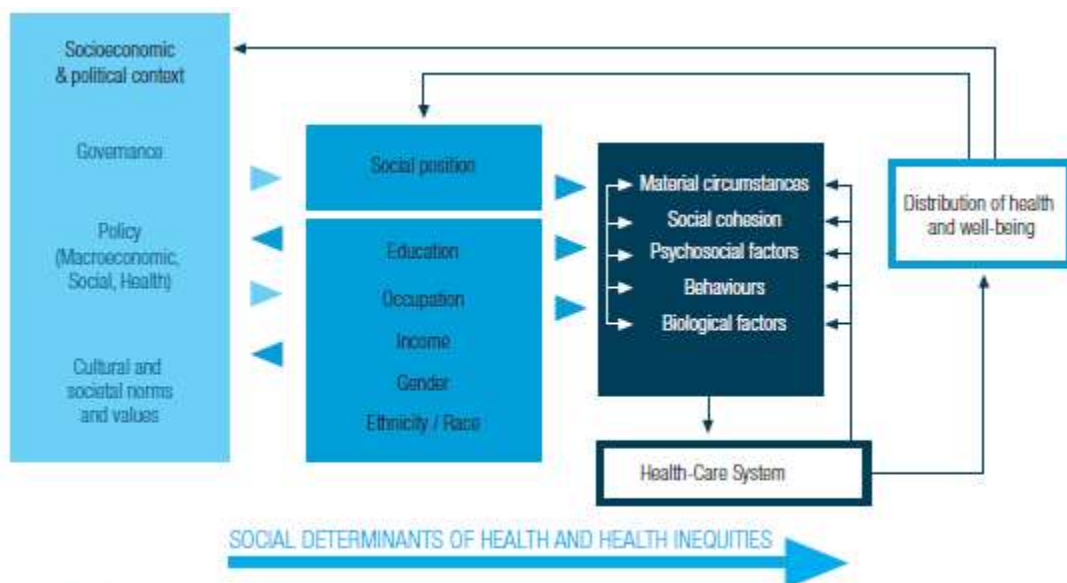 Socioeconomic
& political context
Governance
Policy
(Macroeconomic,
Social, Health)
Cultural and
societal norms
and values
Social position
Education
Occupation
Income
Gender
Ethnicity / Race
Material circumstances
Social cohesion
Psychosocial factors
Behaviours
Biological factors
Health-Care System
Distribution of health
and well-being
SOCIAL DETERMINANTS OF HEALTH AND HEALTH INEQUITIES